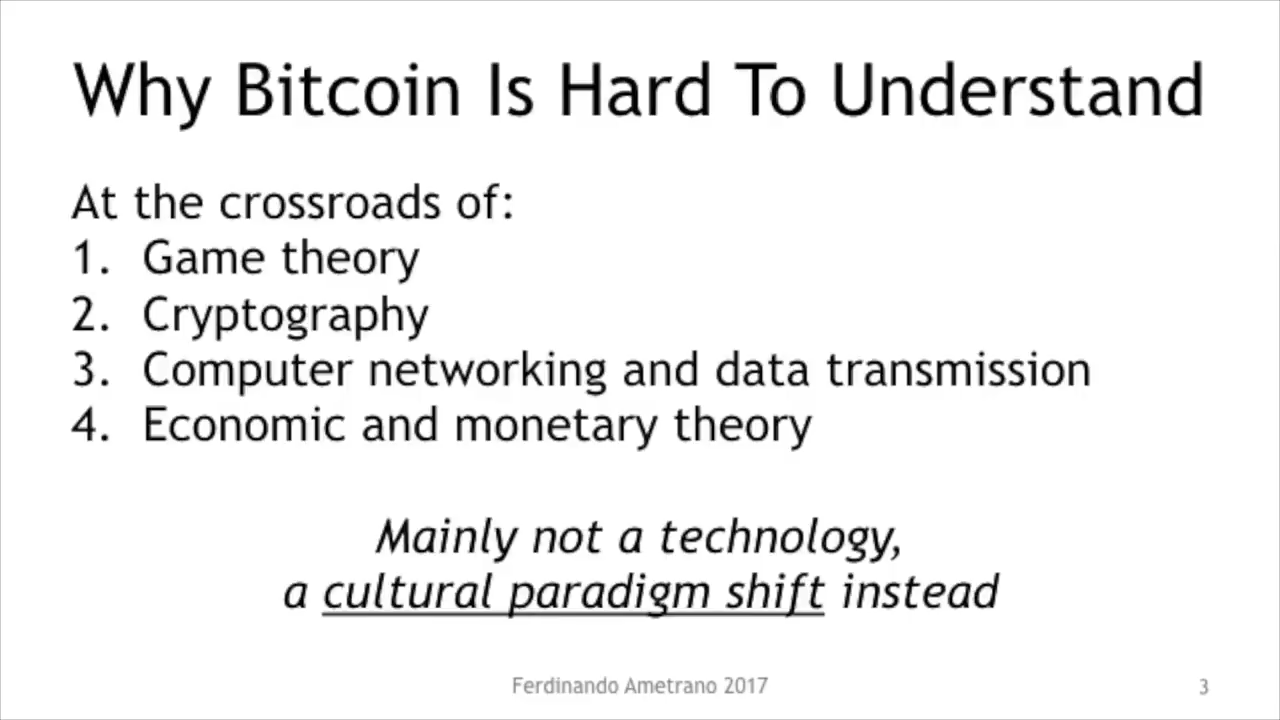 Why Bitcoin Is Hard To Understand
At the crossroads of:
1. Game theory
2. Cryptography
3. Computer networking and data transmission
4. Economic and monetary theory
Mainly not a technology,
a cultural paradigm shift instead
Ferdinando Ametrano 2017
3